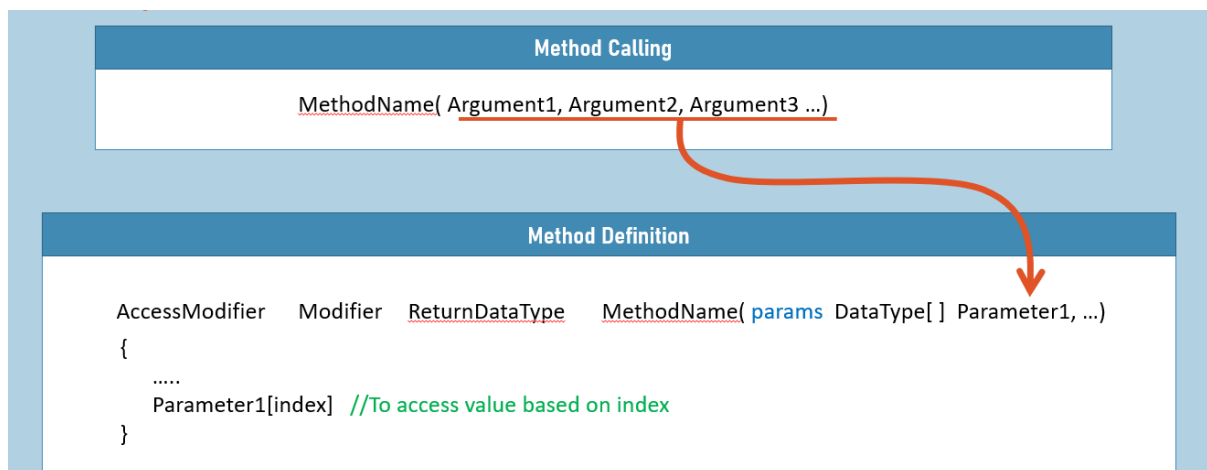 Method Calling
MethodName( Argument1, Argument2, Argument3 ...)
Method Definition
AccessModifier Modifier ReturnDataType MethodName( params DataType[ ] Parameter1, ...)
{
.....
Parameter1[index] //To access value based on index
}